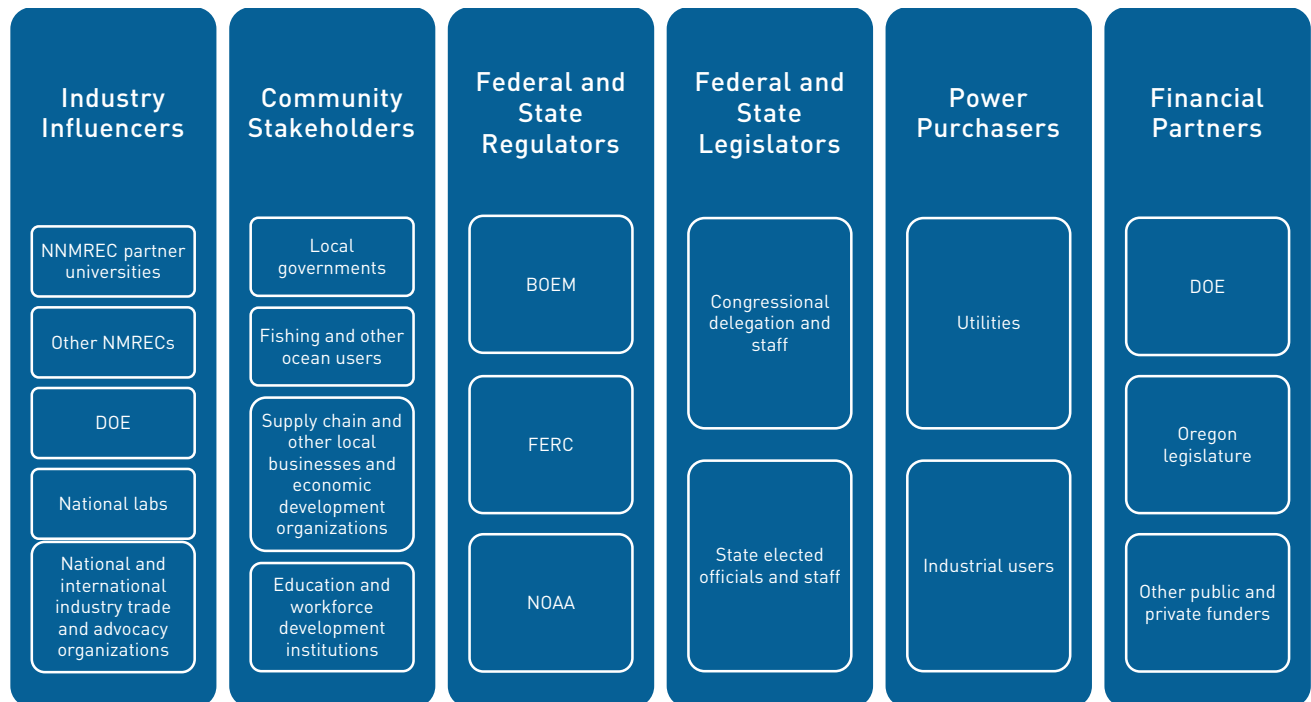 Industry
Influencers
NNMREC partner
universities
Other NMRECs
DOE
National labs
National and
international
industry trade
and advocacy
organizations
Community
Stakeholders
Local
governments
Fishing and other
ocean users
Supply chain and
other local
businesses and
economic
development
organizations
Education and
workforce
development
institutions
Federal and
State
Regulators
BOEM
FERC
NOAA
Federal and
State
Legislators
Congressional
delegation and
staff
State elected
officials and staff
Power
Purchasers
Utilities
Industrial users
Financial
Partners
DOE
Oregon
legislature
Other public and
private funders